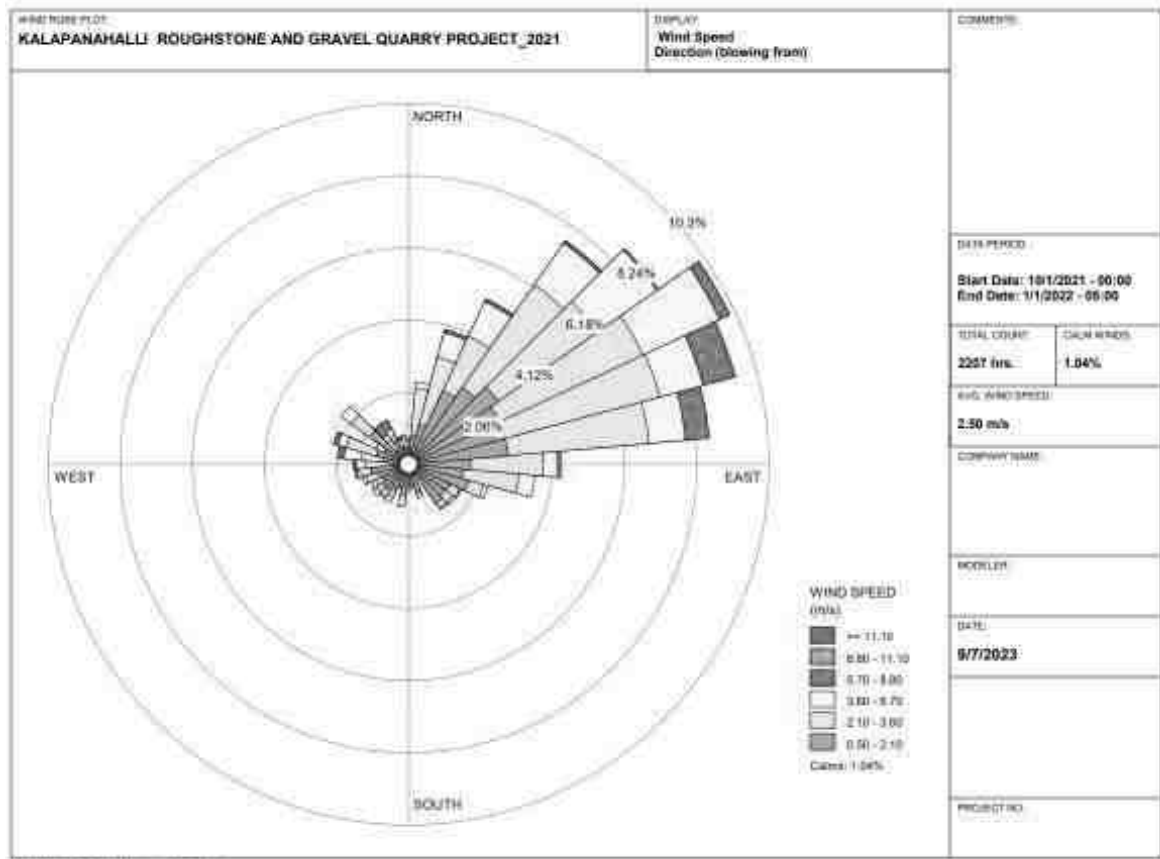 WIND ROSE PLOT:
KALAPANAHALLI ROUGHSTONE AND GRAVEL QUARRY PROJECT_2021
DISPLAY:
Wind Speed
Direction (blowing from)
COMMENTS:
NORTH
10.3%
8.24%
6.18%
4.12%
2.06%
WEST
EAST
SOUTH
WIND SPEED
(m/s)
>= 11.10
8.80 - 11.10
5.70 - 8.80
3.60 - 5.70
2.10 - 3.60
0.50 - 2.10
Calms: 1.04%
DATA PERIOD:
Start Date: 10/1/2021 - 00:00
End Date: 1/1/2022 -
TOTAL COUNT:
hrs.
CALM WINDS:
1.04%
AVG. WIND SPEED:
2.50 m/s
COMPANY NAME:
MODELER:
DATE:
9/7/2023
PROJECT NO.: